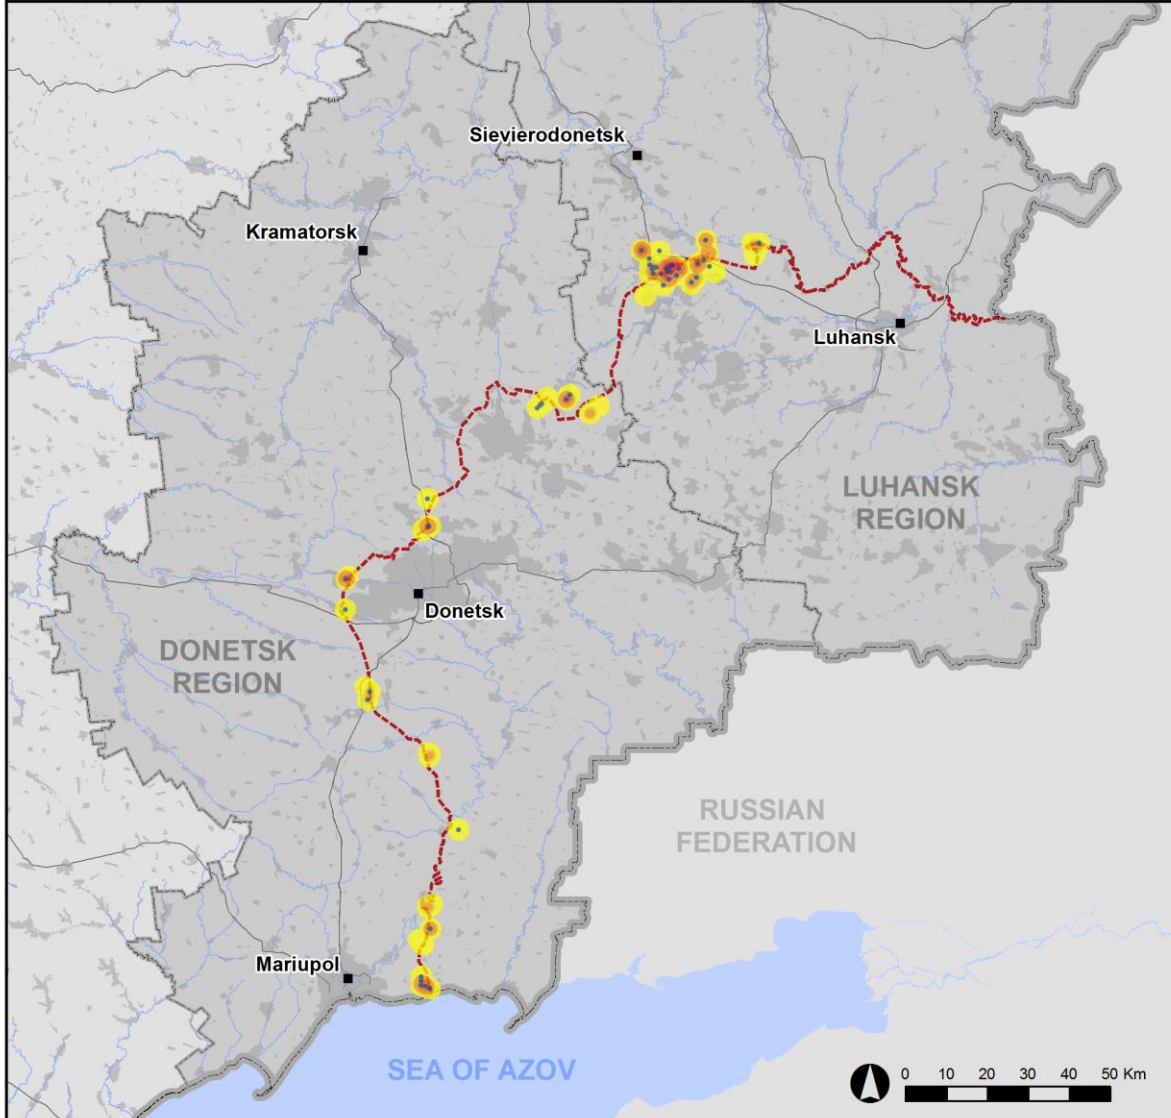 Sievierodonetsk
Kramatorsk
Luhansk
LUHANSK
REGION
Donetsk
DONETSK
REGION
RUSSIAN
FEDERATION
Mariupol
SEA OF AZOV
0 10 20 30 40 50 Km